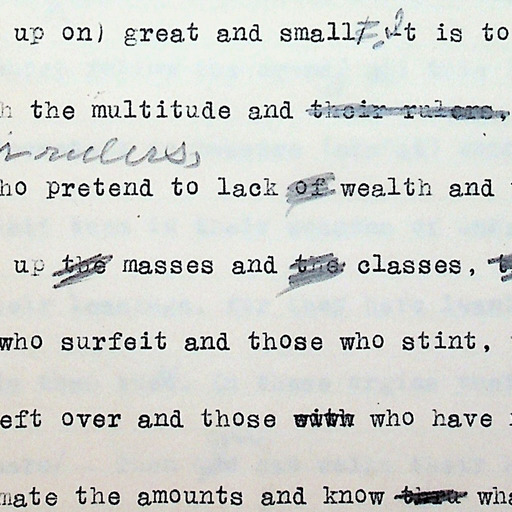 up on) great and small. It is to
the multitude and their rulers,
rulers,
ho pretend to lack of wealth and
up the masses and the classes,
who surfeit and those who stint,
eft over and those with who have
mate the amounts and know thru wha